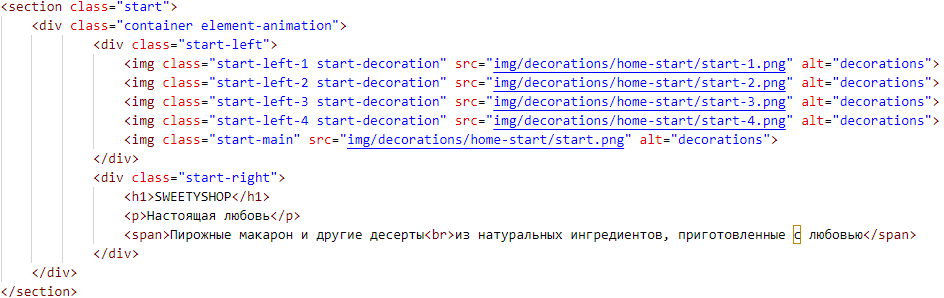 <section class="start">
<div class="container element-animation">
<div class="start-left">
<img class="start-left-1 start-decoration" src="img/decorations/home-start/start-1.png" alt="decorations">
<img class="start-left-2 start-decoration" src="img/decorations/home-start/start-2.png" alt="decorations">
<img class="start-left-3 start-decoration" src="img/decorations/home-start/start-3.png" alt="decorations">
<img class="start-left-4 start-decoration" src="img/decorations/home-start/start-4.png" alt="decorations">
<img class="start-main" src="img/decorations/home-start/start.png" alt="decorations">
</div>
<div class="start-right">
<h1>SWEETYSHOP</h1>
<p>Настоящая любовь</p>
<span>Пирожные макарон и другие десерты<br>из натуральных ингредиентов, приготовленные с любовью</span>
</div>
</div>
</section>